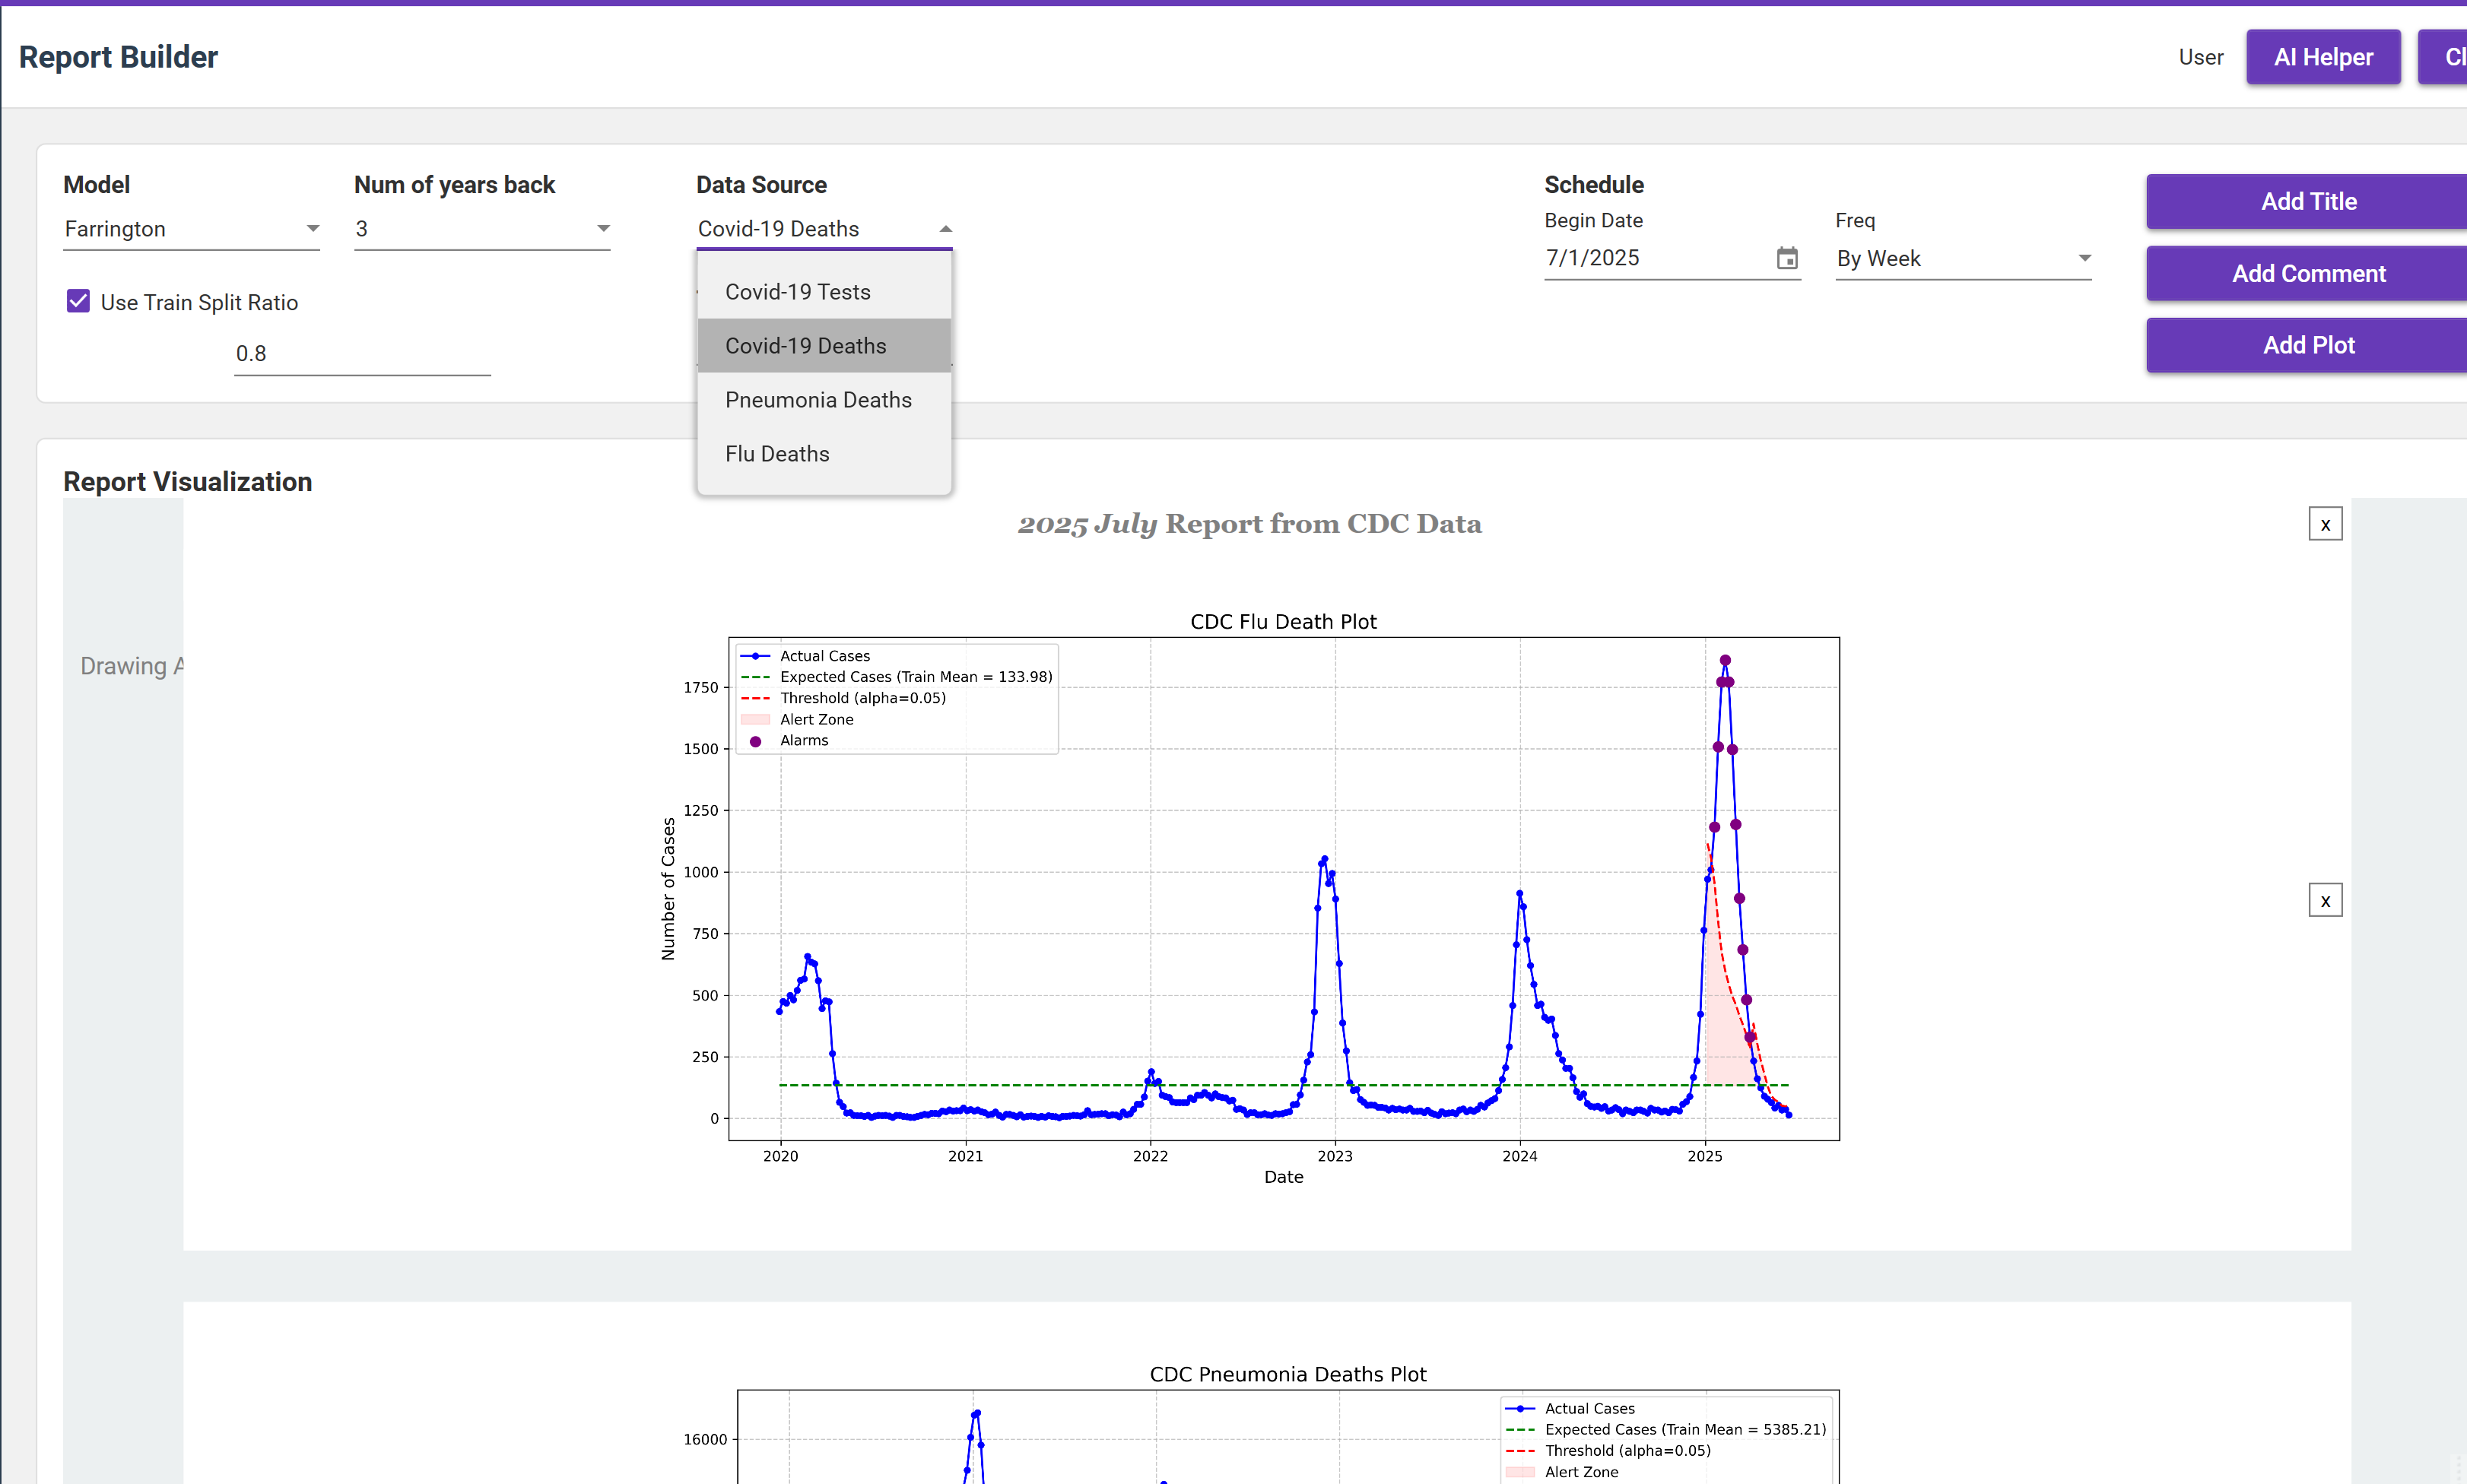 Report Builder
User
AI Helper
Cl
Model
Num of years back
Data Source
Schedule
Farrington
3
Covid-19 Deaths
Begin Date
Freq
7/1/2025
By Week
Add Title
Add Comment
Add Plot
Use Train Split Ratio
0.8
Covid-19 Tests
Covid-19 Deaths
Pneumonia Deaths
Flu Deaths
Report Visualization
2025 July Report from CDC Data
x
Drawing A
CDC Flu Death Plot
Actual Cases
Expected Cases (Train Mean = 133.98)
Threshold (alpha=0.05)
Alert Zone
Alarms
Number of Cases
1750
1500
1250
1000
750
500
250
0
2020
2021
2022
2023
2024
2025
Date
x
CDC Pneumonia Deaths Plot
16000
Actual Cases
Expected Cases (Train Mean = 5385.21)
Threshold (alpha=0.05)
Alert Zone